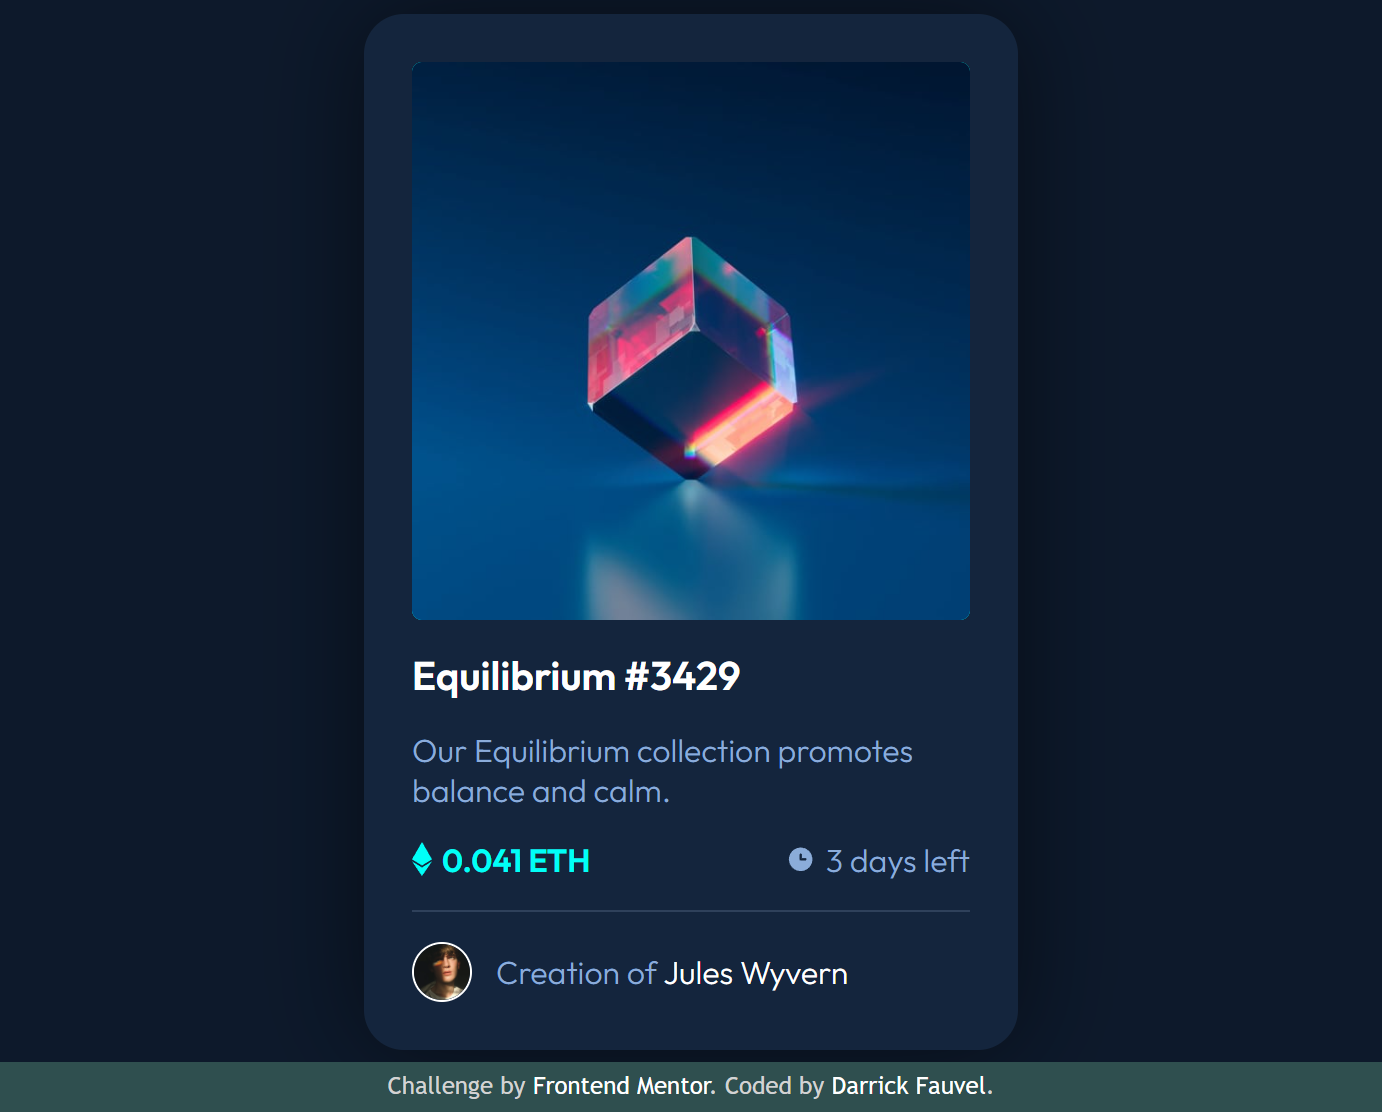 Equilibrium #3429
Our Equilibrium collection promotes
balance and calm.
0.041 ETH
3 days left
Creation of Jules Wyvern
Challenge by Frontend Mentor. Coded by Darrick Fauvel.